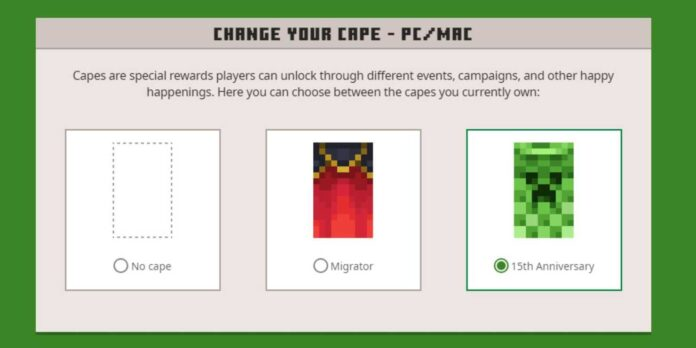 CHANGE YOUR CAPE - PC/MAC
Capes are special rewards players can unlock through different events, campaigns, and other happy
happenings. Here you can choose between the capes you currently own:
No cape
Migrator
15th Anniversary